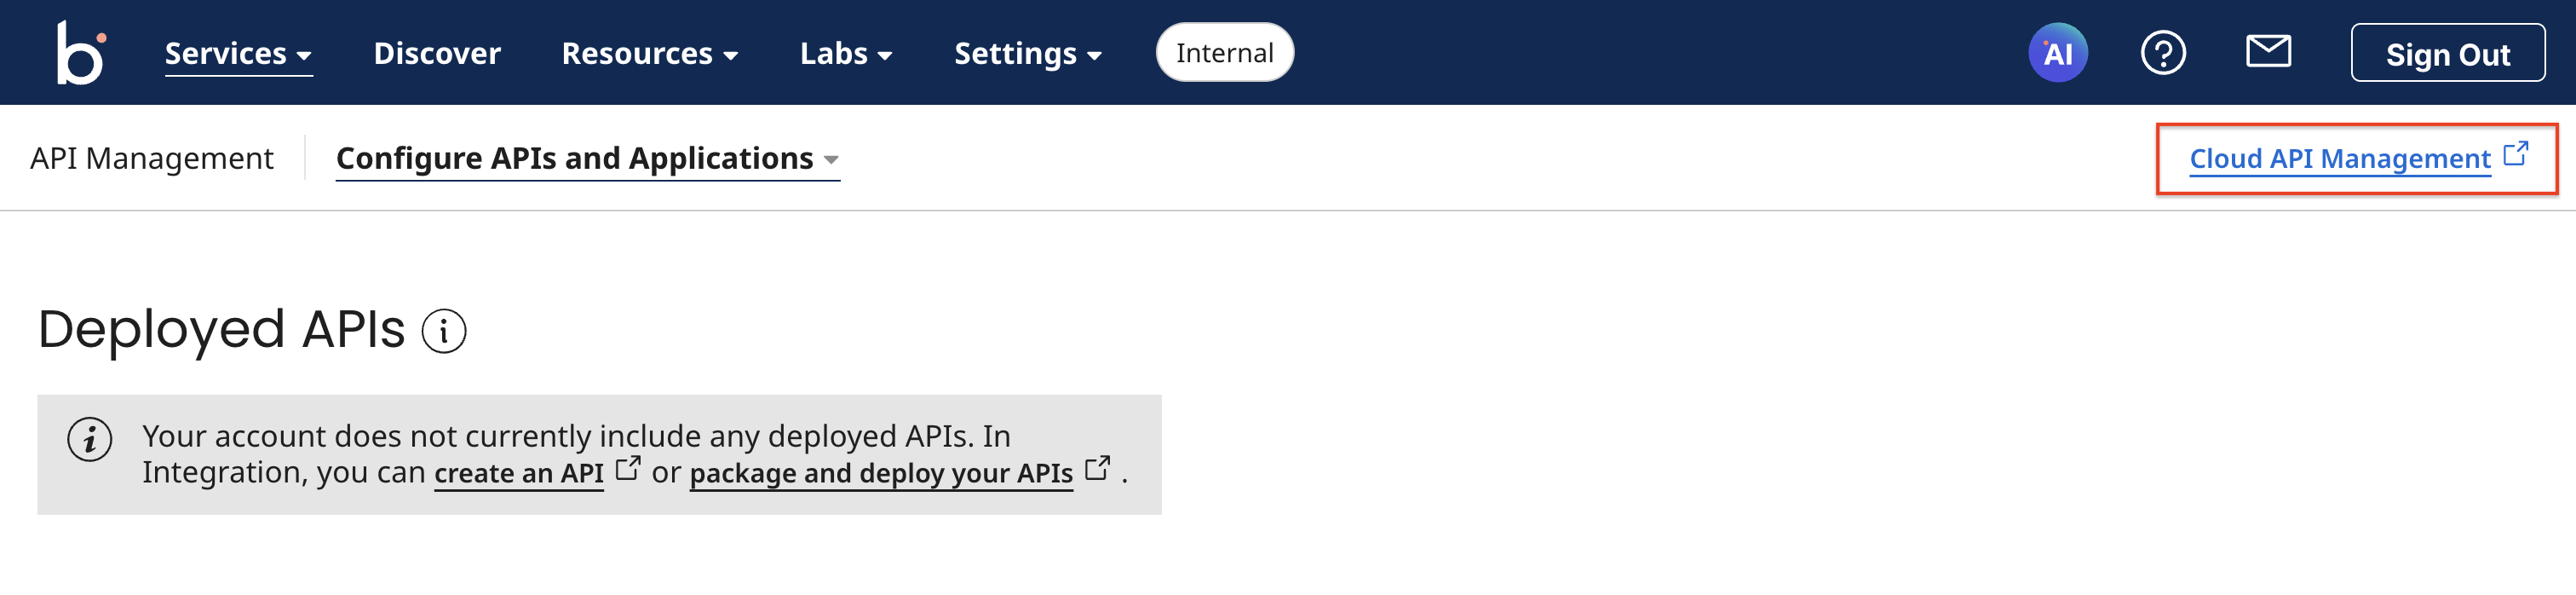 b Services Discover Resources Labs Settings Internal AI Sign Out
API Management Configure APIs and Applications Cloud API Management
Deployed APIs
Your account does not currently include any deployed APIs. In
Integration, you can create an API or package and deploy your APIs .